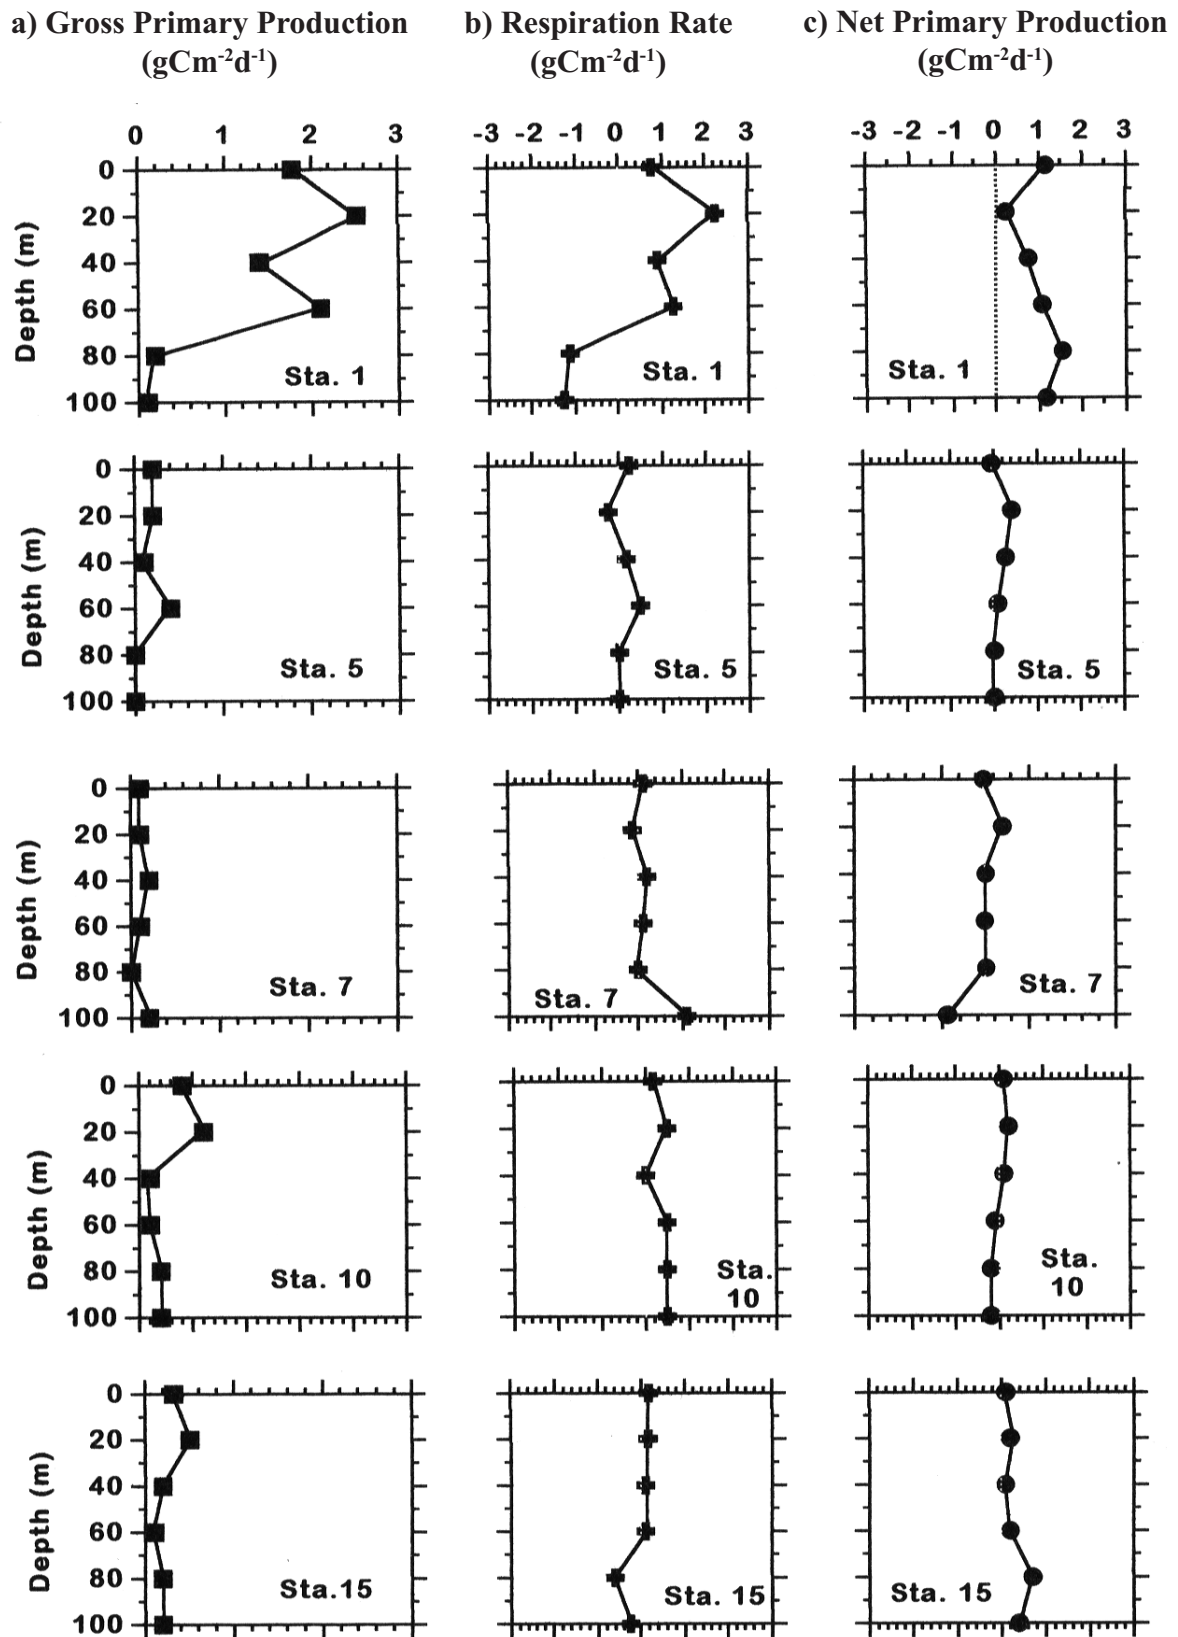 a) Gross Primary Production
(gCm-2d-1)
b) Respiration Rate
(gCm-2d-1)
c) Net Primary Production
(gCm-2d-1)
0 1 2 3
-3 -2 -1 0 1 2 3
-3 -2 -1 0 1 2 3
0
20
40
60
80
100
Depth (m)
Sta. 1
Sta. 1
Sta. 1
0
20
40
60
80
100
Depth (m)
Sta. 5
Sta. 5
Sta. 5
0
20
40
60
80
100
Depth (m)
Sta. 7
Sta. 7
Sta. 7
0
20
40
60
80
100
Depth (m)
Sta. 10
Sta.
10
Sta.
10
0
20
40
60
80
100
Depth (m)
Sta.15
Sta. 15
Sta. 15